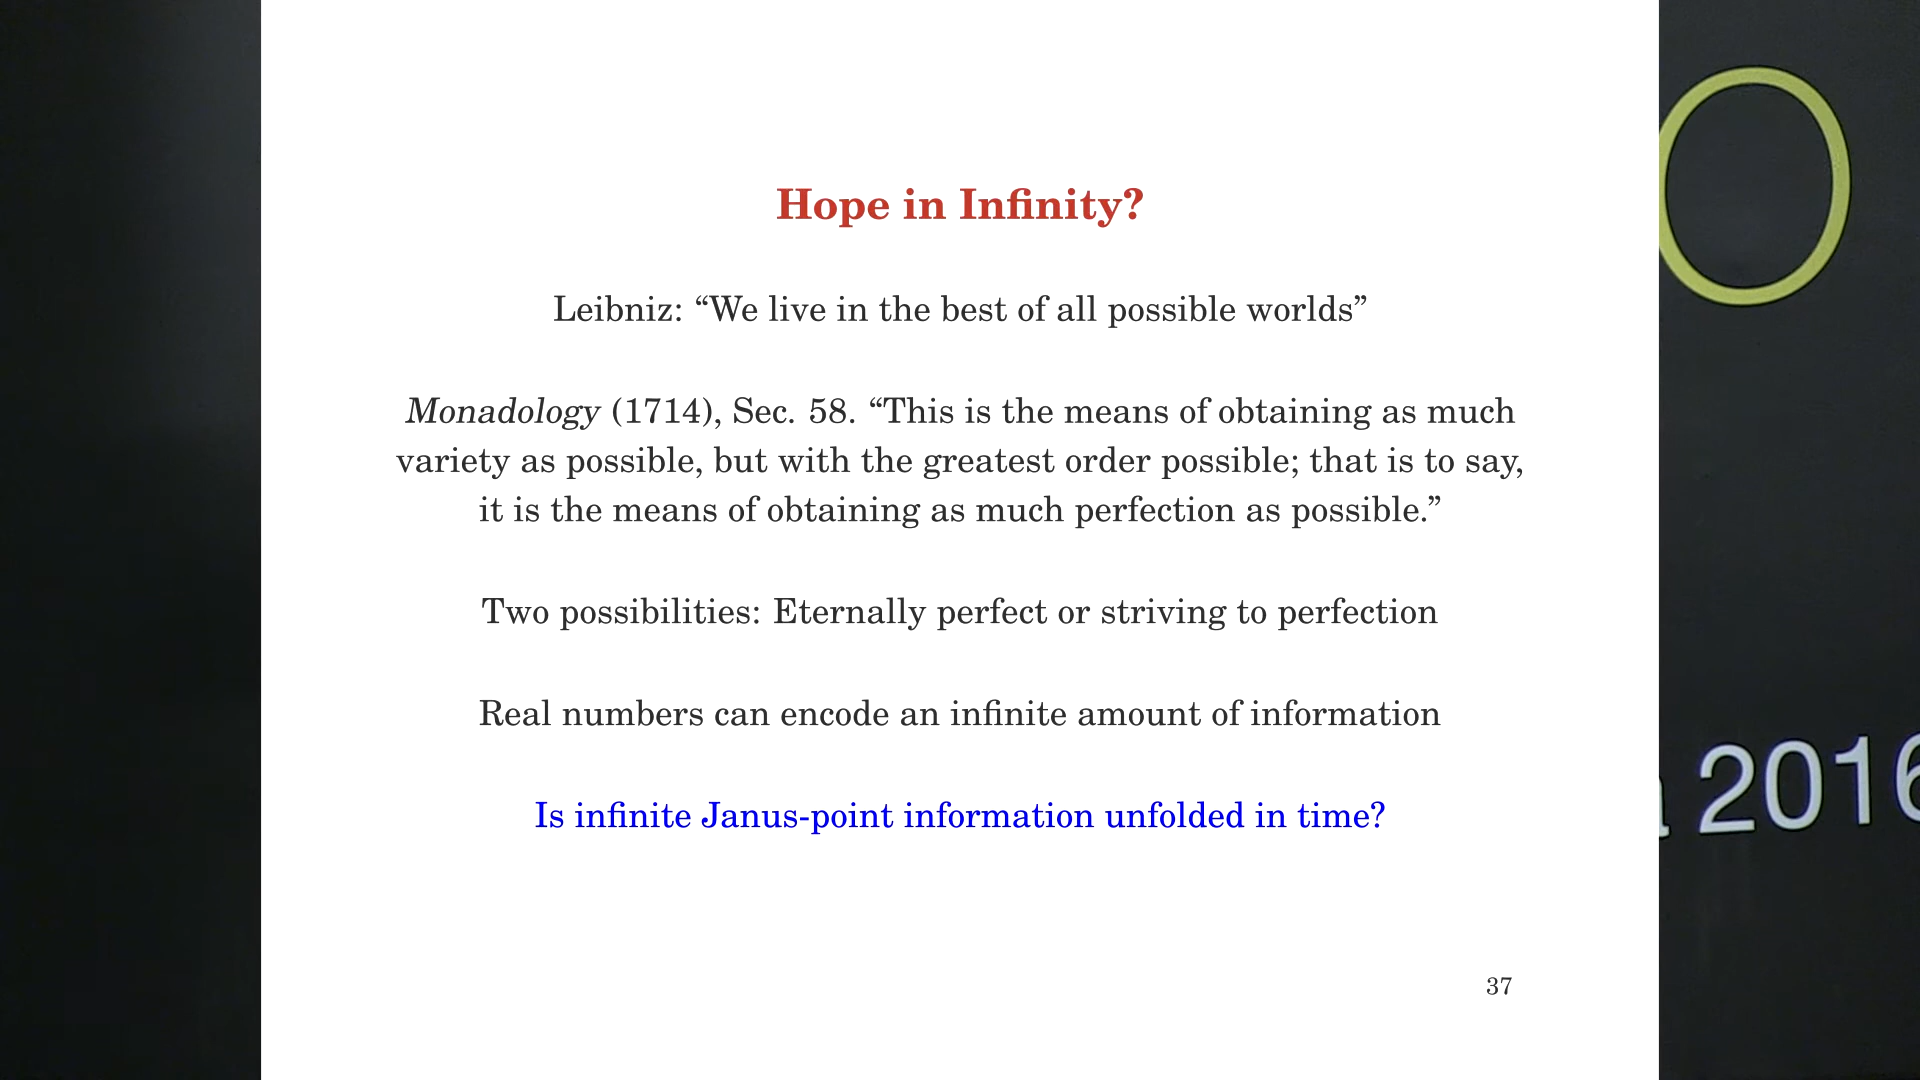 Hope in Infinity?
Leibniz: “We live in the best of all possible worlds”
Monadology (1714), Sec. 58. “This is the means of obtaining as much
variety as possible, but with the greatest order possible; that is to say,
it is the means of obtaining as much perfection as possible.”
Two possibilities: Eternally perfect or striving to perfection
Real numbers can encode an infinite amount of information
Is infinite Janus-point information unfolded in time?
37
O
2016